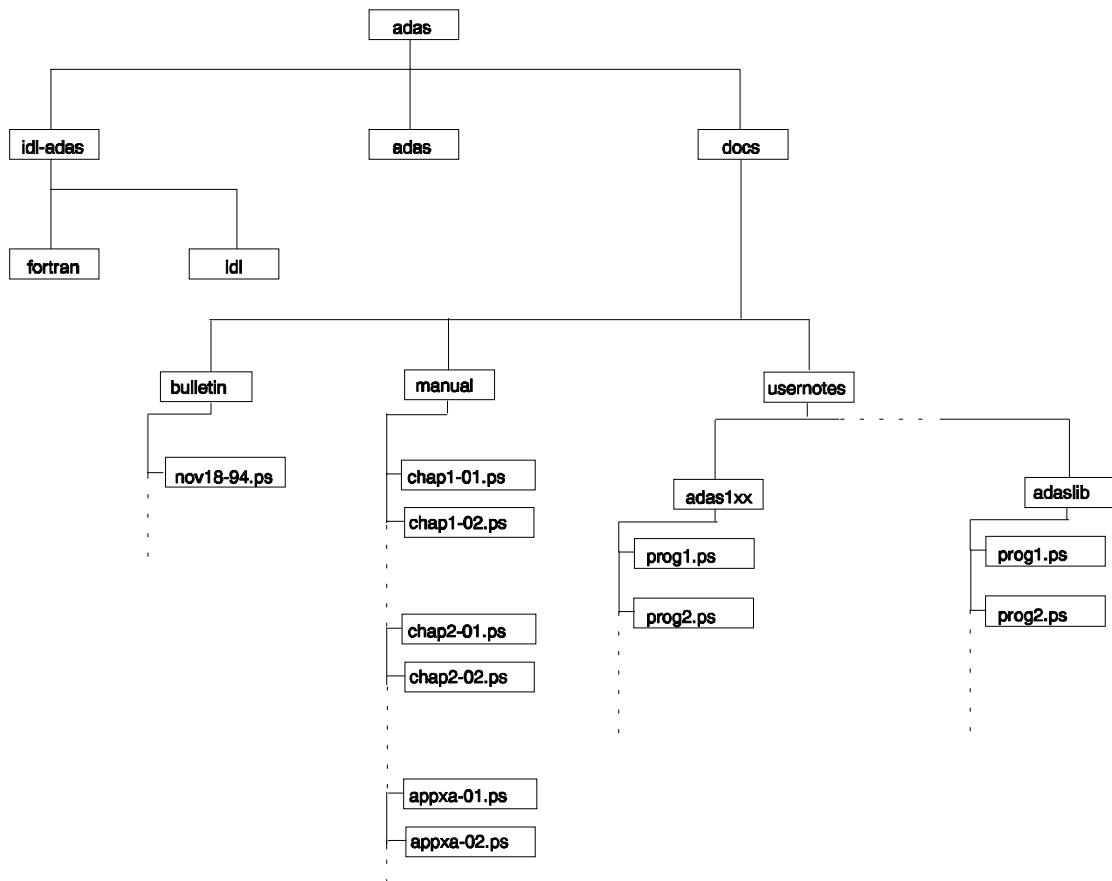 adas
idl-adas
adas
docs
fortran
idl
bulletin
manual
usernotes
nov18-94.ps
chap1-01.ps
chap1-02.ps
chap2-01.ps
chap2-02.ps
appxa-01.ps
appxa-02.ps
adas1xx
prog1.ps
prog2.ps
adaslib
prog1.ps
prog2.ps